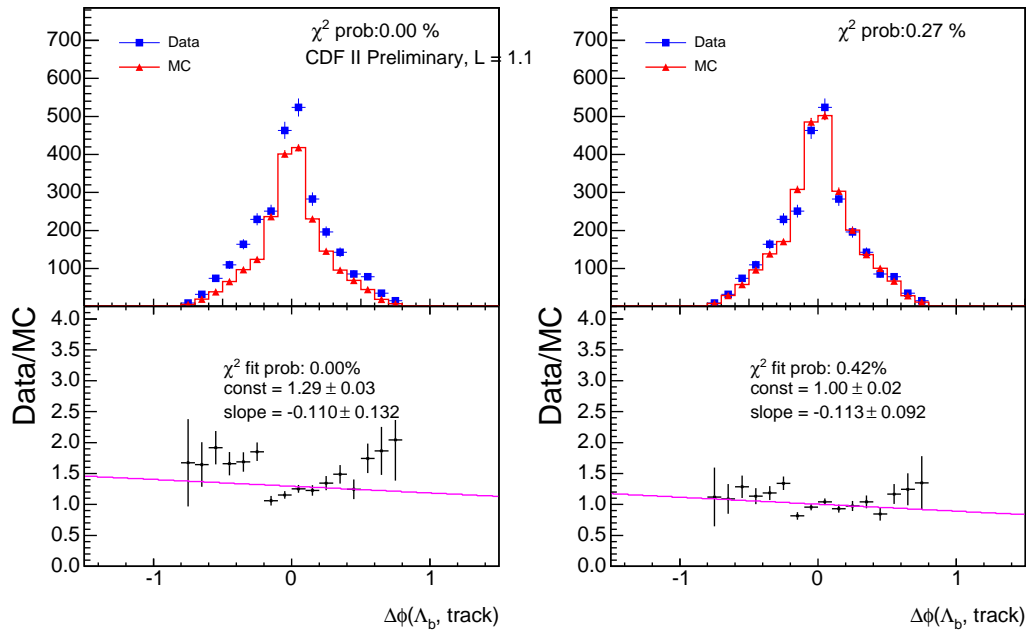 χ² prob:0.00 %
CDF II Preliminary, L = 1.1
Data
MC
700
600
500
400
300
200
100
χ² prob:0.27 %
Data
MC
700
600
500
400
300
200
100
Data/MC
4.0
3.5
3.0
2.5
2.0
1.5
1.0
0.5
0.0
χ² fit prob: 0.00%
const = 1.29 ± 0.03
slope = -0.110 ± 0.132
-1 0 1
Δϕ(Λb, track)
Data/MC
4.0
3.5
3.0
2.5
2.0
1.5
1.0
0.5
0.0
χ² fit prob: 0.42%
const = 1.00 ± 0.02
slope = -0.113 ± 0.092
-1 0 1
Δϕ(Λb, track)